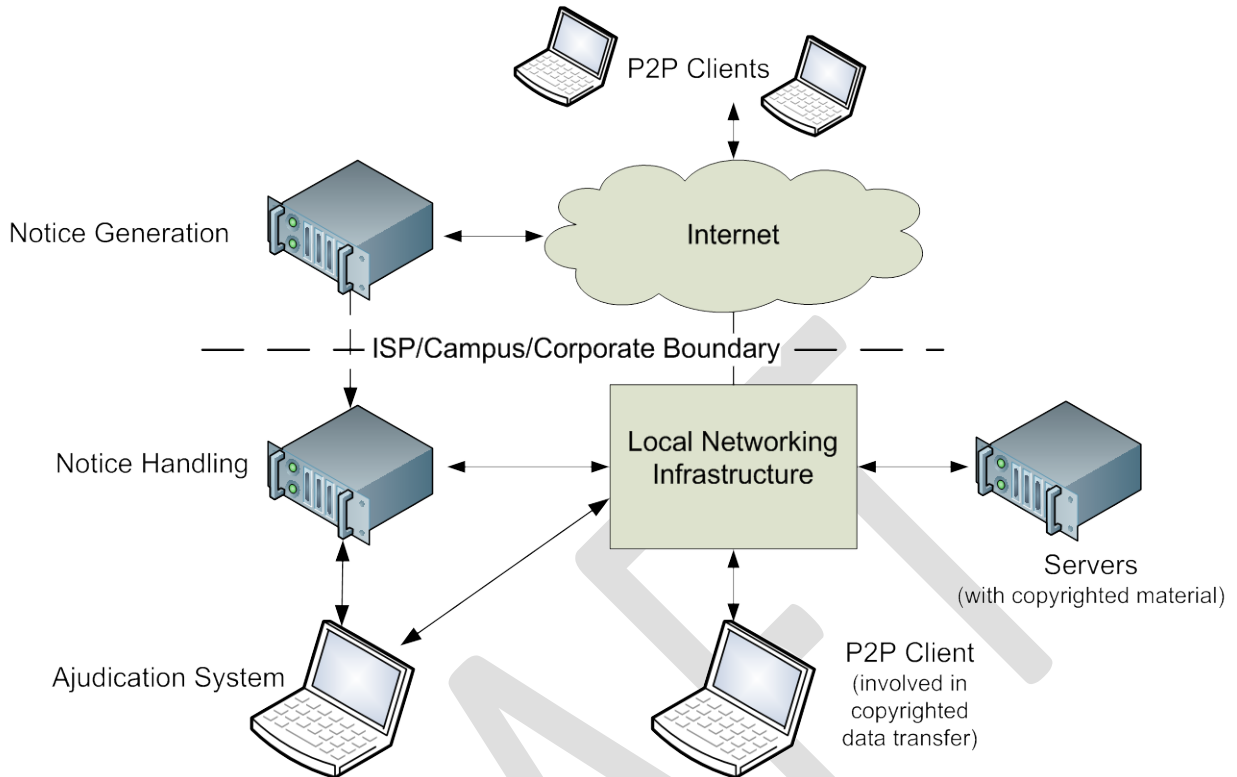 P2P Clients
Notice Generation
Internet
ISP/Campus/Corporate Boundary
Notice Handling
Local Networking
Infrastructure
Servers
(with copyrighted material)
Ajudication System
P2P Client
(involved in
copyrighted
data transfer)